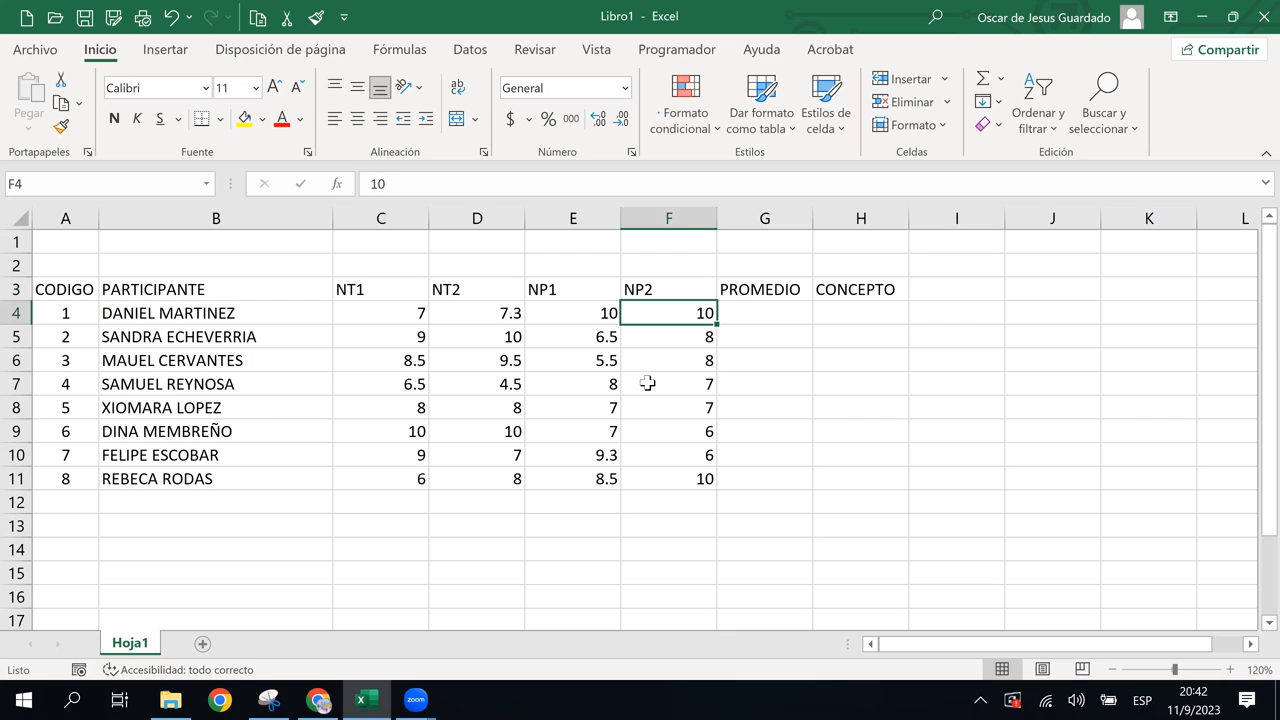 Libro1 - Excel
Oscar de Jesus Guardado
Archivo Inicio Insertar Disposición de página Fórmulas Datos Revisar Vista Programador Ayuda Acrobat Compartir
Pegar
Calibri 11
N K S
ab
General
$ % 000
Formato condicional
Dar formato como tabla
Estilos de celda
Insertar
Eliminar
Formato
Ordenar y filtrar
Buscar y seleccionar
Portapapeles Fuente Alineación Número Estilos Celdas Edición
F4 fx 10
A B C D E F G H I J K L
1
2
3 CODIGO PARTICIPANTE NT1 NT2 NP1 NP2 PROMEDIO CONCEPTO
4 1 DANIEL MARTINEZ 7 7.3 10 10
5 2 SANDRA ECHEVERRIA 9 10 6.5 8
6 3 MAUEL CERVANTES 8.5 9.5 5.5 8
7 4 SAMUEL REYNOSA 6.5 4.5 8 7
8 5 XIOMARA LOPEZ 8 8 7 7
9 6 DINA MEMBREÑO 10 10 7 6
10 7 FELIPE ESCOBAR 9 7 9.3 6
11 8 REBECA RODAS 6 8 8.5 10
12
13
14
15
16
17
Hoja1
Listo Accesibilidad: todo correcto 120%
zoom
ESP
20:42
11/9/2023